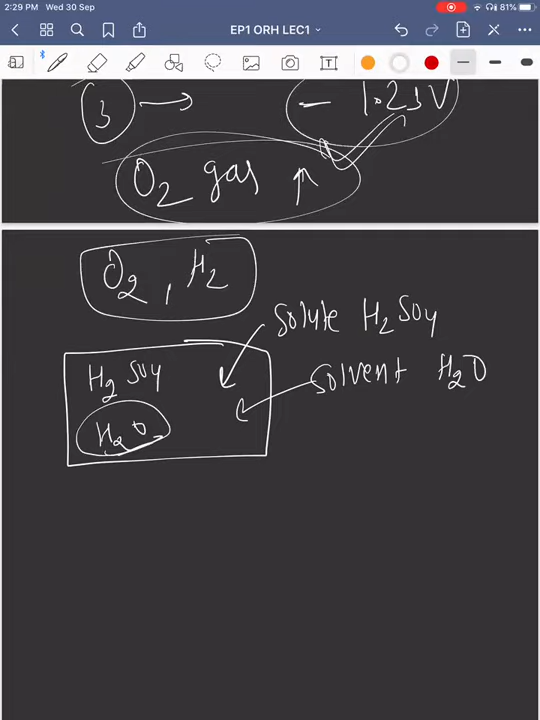 2:29 PM Wed 30 Sep 81%
EP1 ORH LEC1
T
3 → - 1.23V
O2 gas ↑
O2 , H2
Solute H2SO4
H2SO4
Solvent H2O
H2O